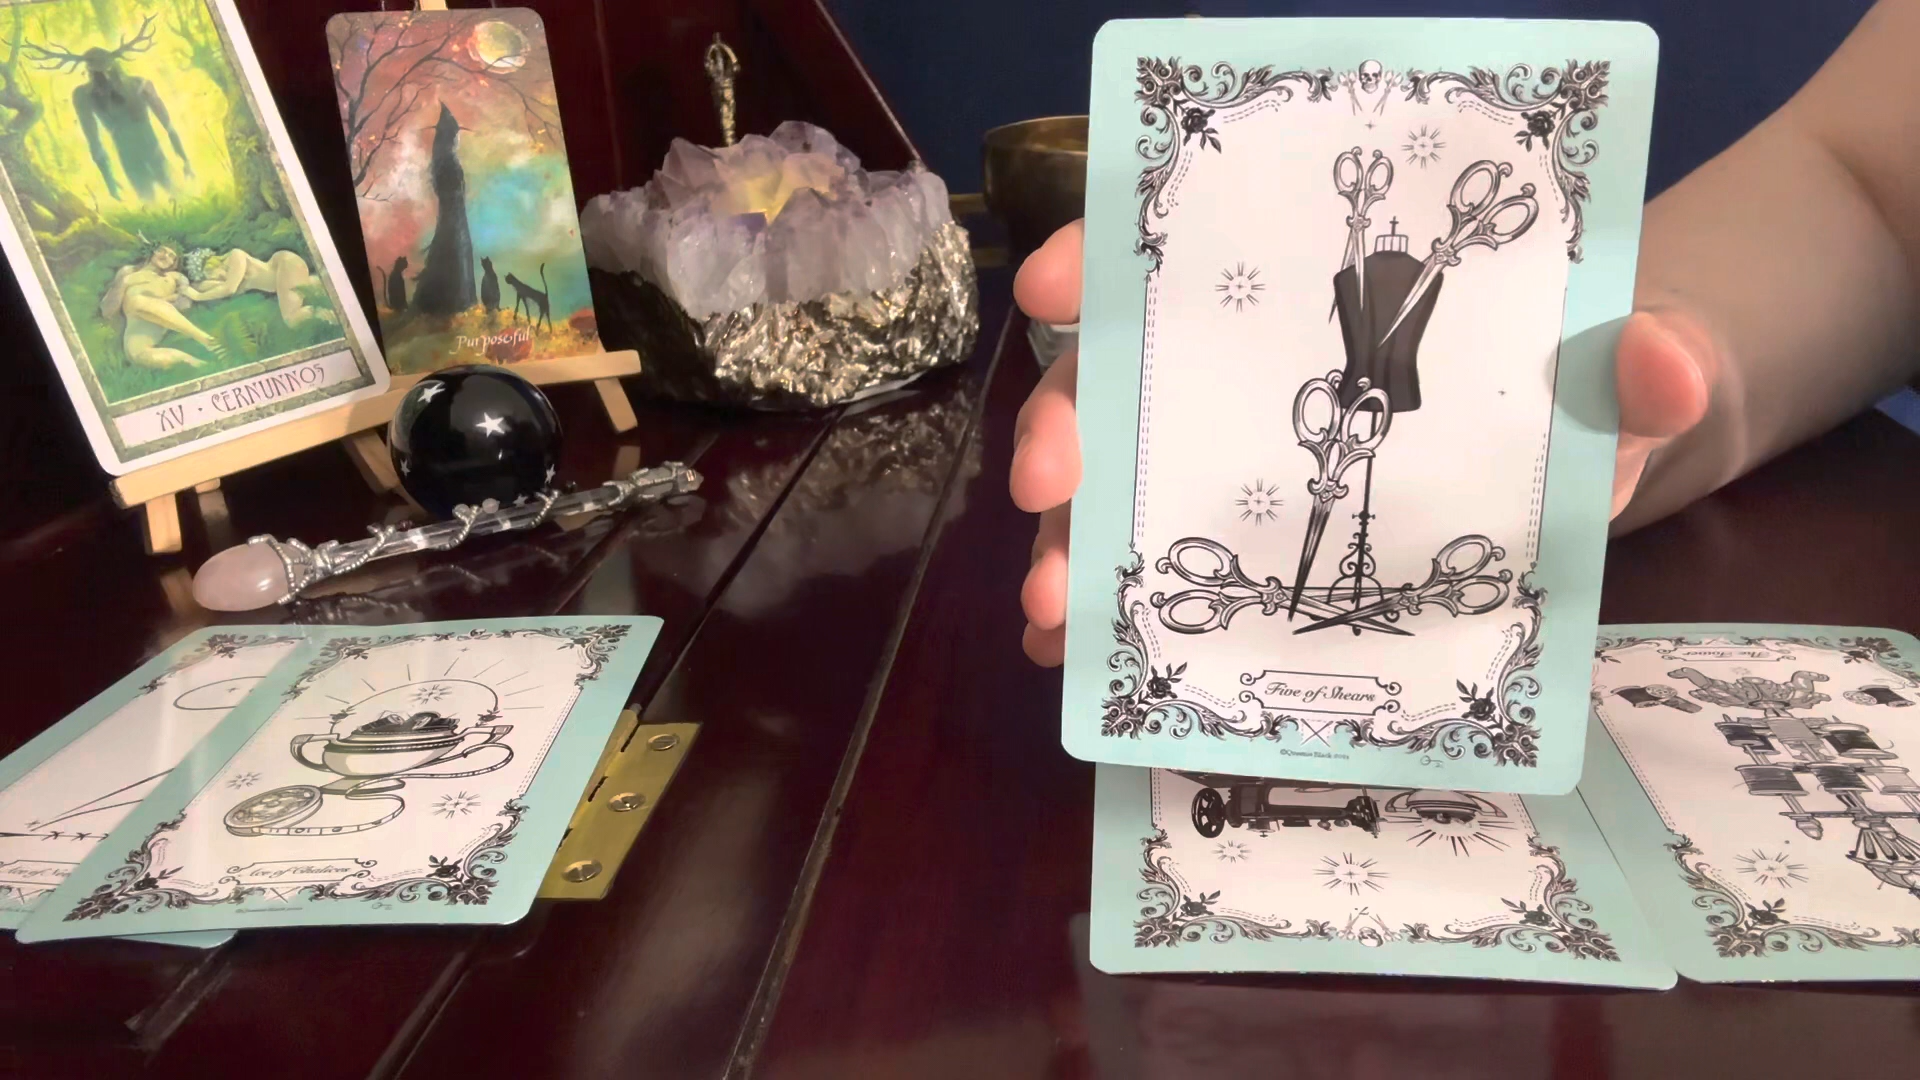 XV · CERNUNNOS
Purposeful
Five of Shears
Ace of Chalices
The Tower